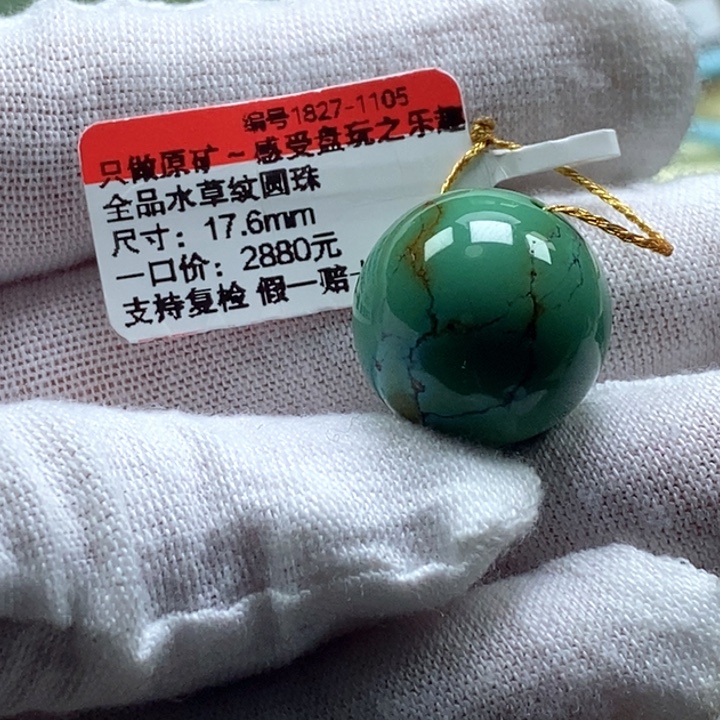 编号1827-1105
只做原矿~感受盘玩之乐趣
全品水草纹圆珠
尺寸：17.6mm
一口价：2880元
支持复检 假一赔